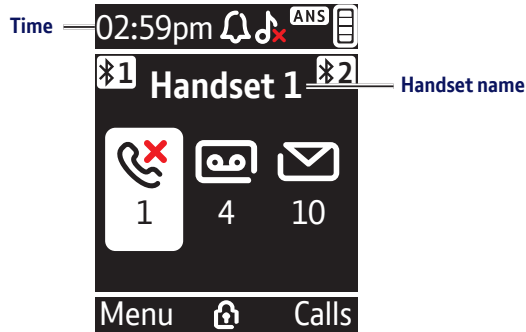 Time
02:59pm ANS
1 2
Handset 1
Handset name
1 4 10
Menu Calls